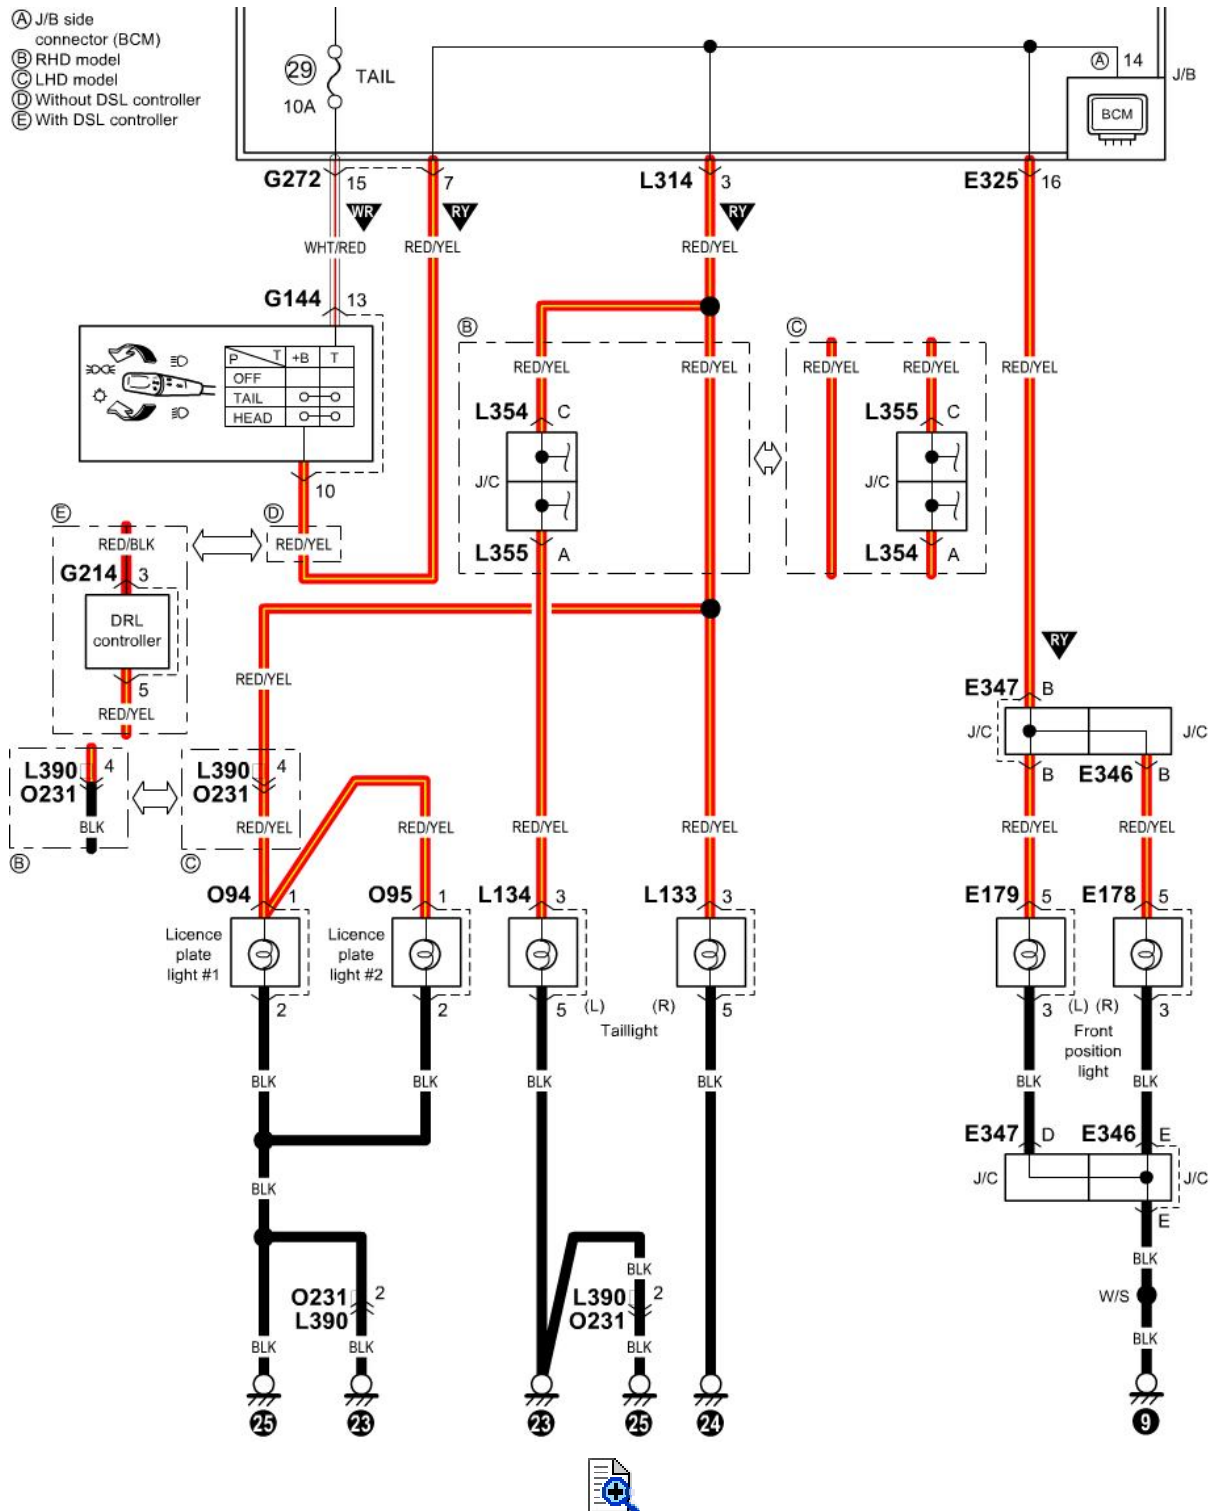 Ⓐ J/B side
connector (BCM)
Ⓑ RHD model
Ⓒ LHD model
Ⓓ Without DSL controller
Ⓔ With DSL controller
29
10A
TAIL
Ⓐ 14
J/B
BCM
G272 15
7
L314 3
E325 16
WR
RY
RY
WHT/RED
RED/YEL
RED/YEL
G144 13
P T +B T
OFF
TAIL
HEAD
10
Ⓑ
Ⓒ
RED/YEL
RED/YEL
RED/YEL
RED/YEL
RED/YEL
L354 C
L355 C
J/C
J/C
L355 A
L354 A
Ⓔ
Ⓓ
RED/BLK
RED/YEL
G214 3
DRL
controller
5
RED/YEL
RED/YEL
RY
E347 B
J/C
J/C
B
E346 B
L390 4
O231
BLK
Ⓑ
L390 4
O231
RED/YEL
Ⓒ
RED/YEL
RED/YEL
RED/YEL
RED/YEL
RED/YEL
O94 1
O95 1
L134 3
L133 3
E179 5
E178 5
Licence
plate
light #1
Licence
plate
light #2
2
2
5
(L)
(R)
5
Taillight
3
(L) (R)
3
Front
position
light
BLK
BLK
BLK
BLK
BLK
BLK
E347 D
E346 E
J/C
J/C
E
BLK
BLK
W/S
BLK
BLK
O231 2
L390
L390 2
O231
BLK
BLK
BLK
25
23
23
25
24
9